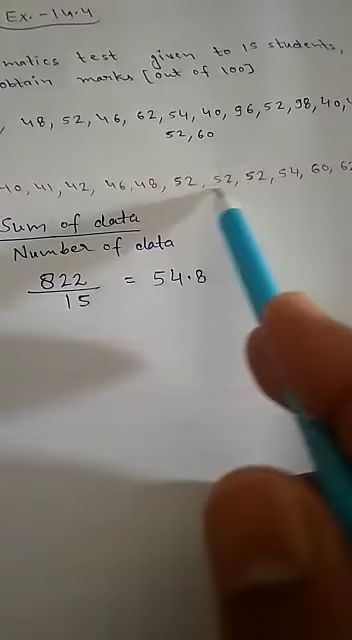 Ex. - 14.4
matics test given to 15 students,
obtain marks [out of 100]
, 48, 52, 46, 62, 54, 40, 96, 52, 98, 40, 4
52, 60
40, 41, 42, 46, 48, 52, 52, 52, 54, 60, 62
Sum of data
Number of data
822 = 54.8
15